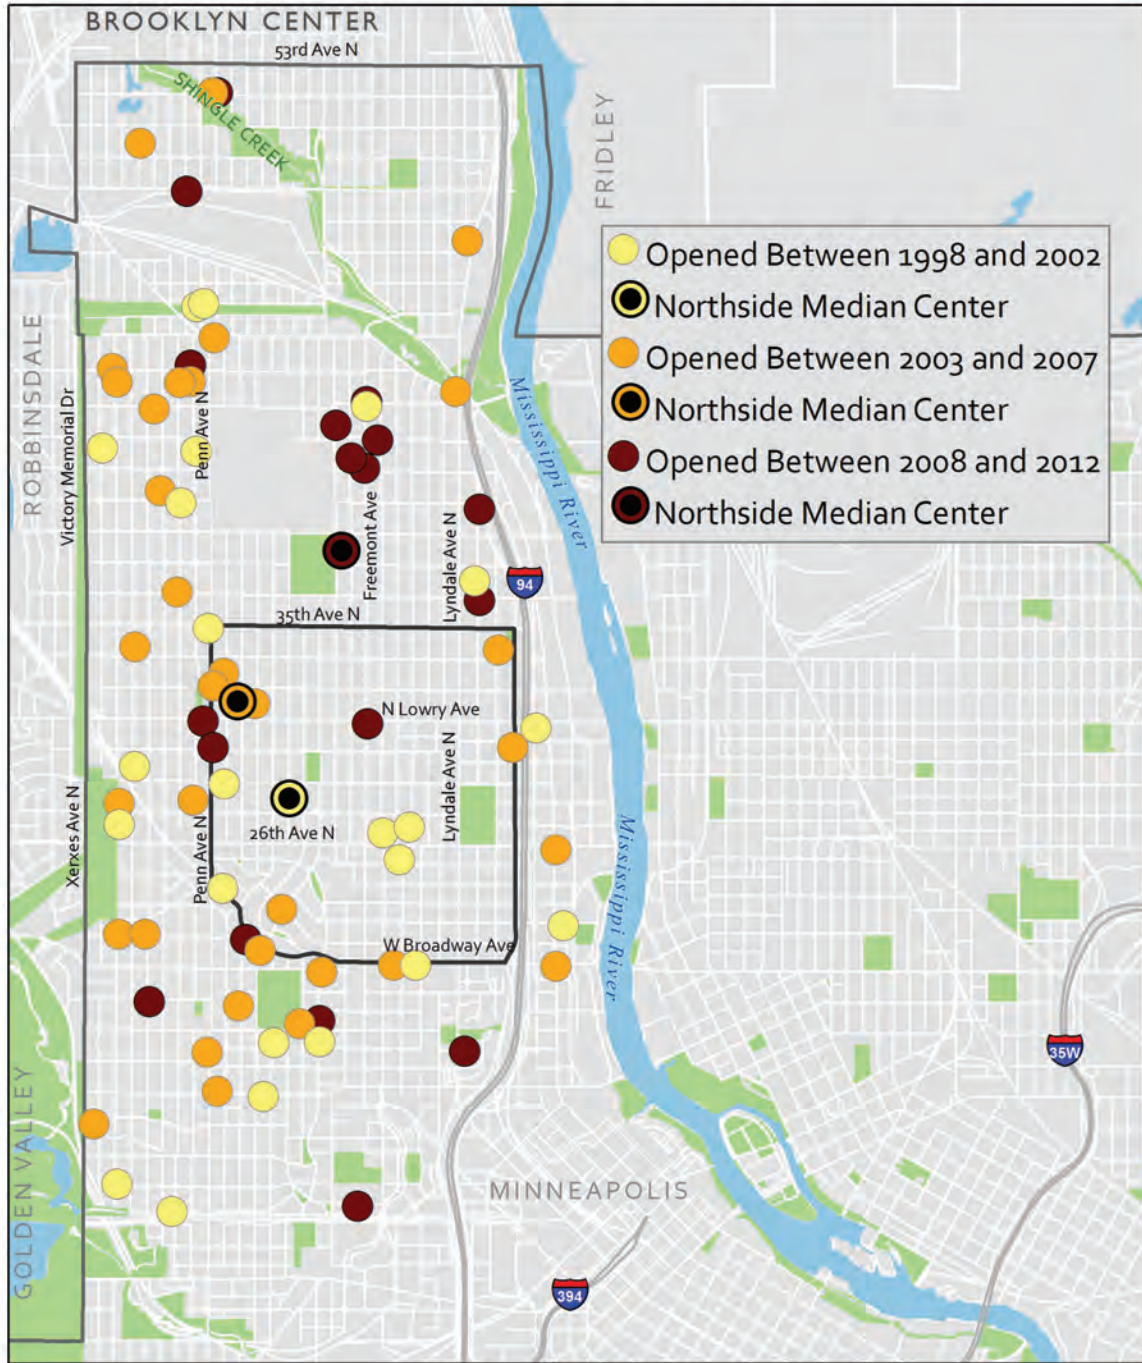 BROOKLYN CENTER
53rd Ave N
SHINGLE CREEK
FRIDLEY
Opened Between 1998 and 2002
Northside Median Center
Opened Between 2003 and 2007
Northside Median Center
Opened Between 2008 and 2012
Northside Median Center
ROBBINSDALE
Victory Memorial Dr
Penn Ave N
Freemont Ave
Lyndale Ave N
Mississippi River
94
35th Ave N
N Lowry Ave
Lyndale Ave N
Xerxes Ave N
Penn Ave N
26th Ave N
Mississippi River
W Broadway Ave
35W
GOLDEN VALLEY
MINNEAPOLIS
394